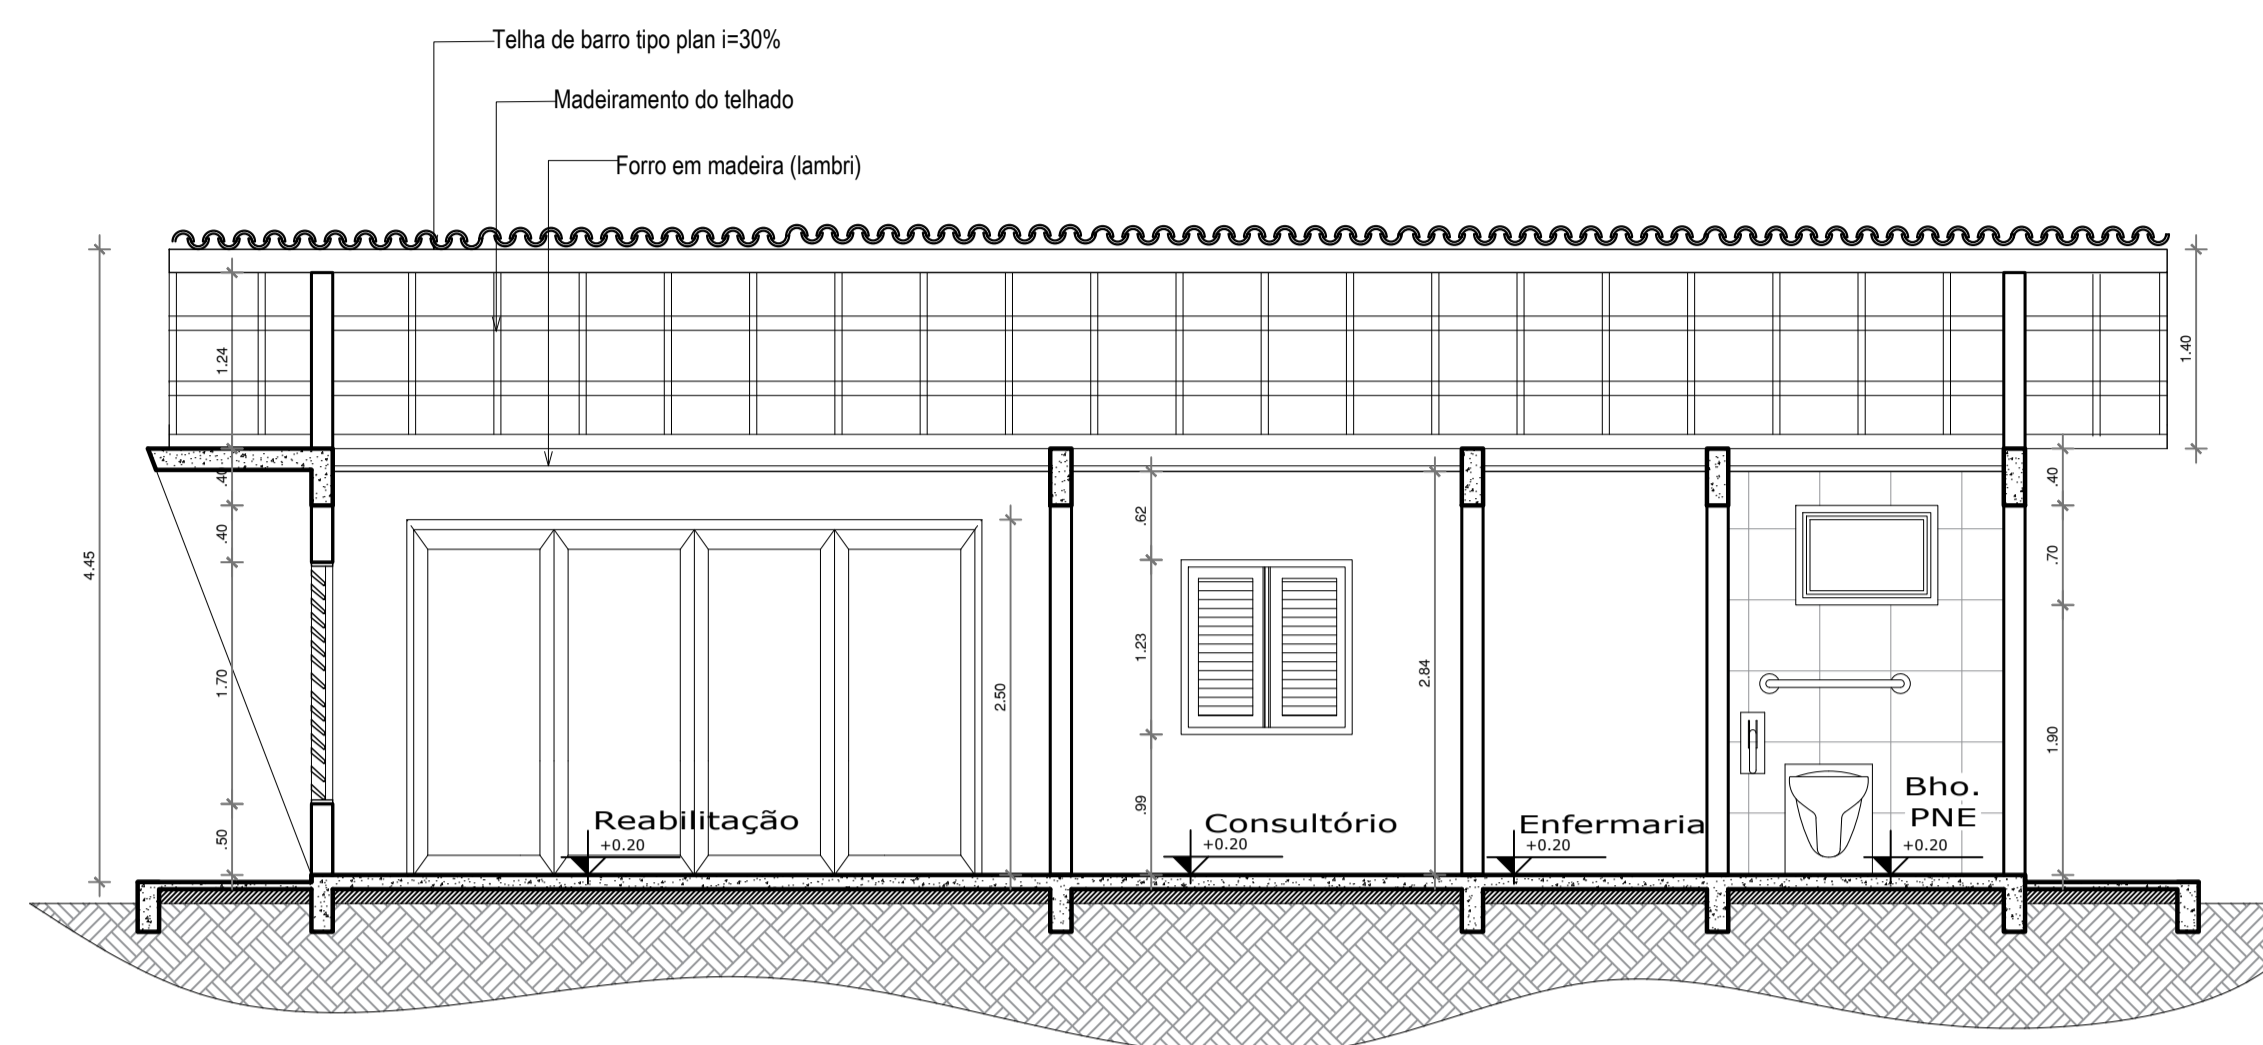 Telha de barro tipo plan i=30%
Madeiramento do telhado
Forro em madeira (lambri)
1.24
1.40
.40
.40
.40
4.45
.62
.70
1.23
2.84
1.70
2.50
1.90
.99
.50
Reabilitação
+0.20
Consultório
+0.20
Enfermaria
+0.20
Bho.
PNE
+0.20